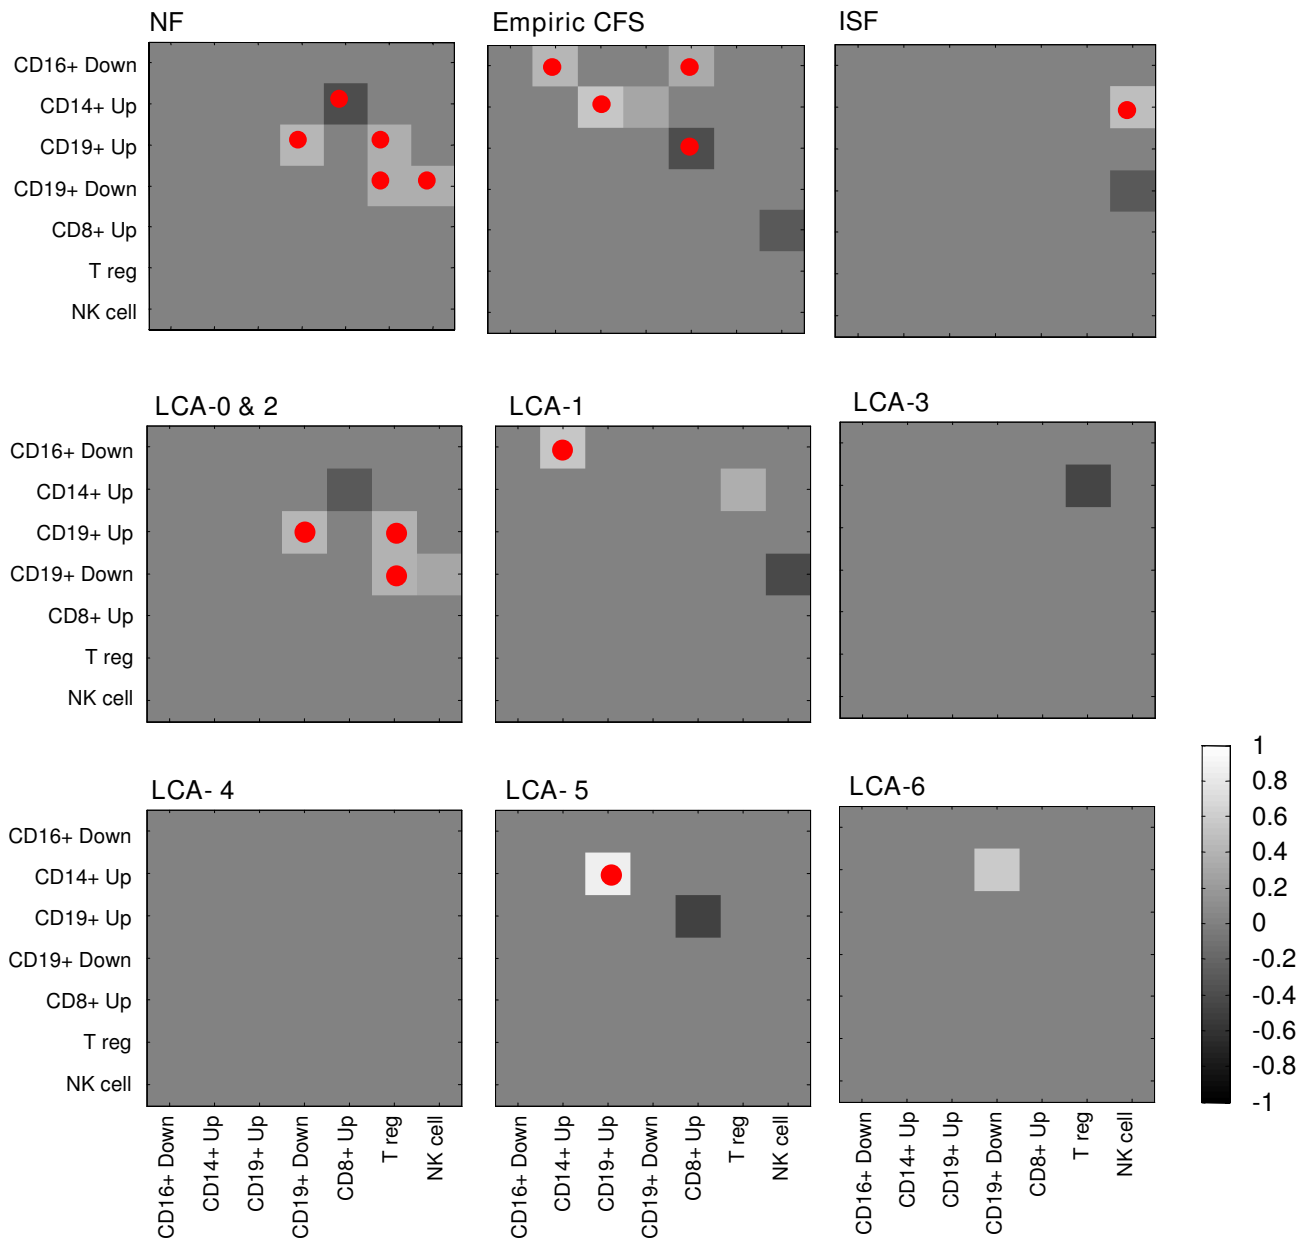 NF
Empiric CFS
ISF
CD16+ Down
CD14+ Up
CD19+ Up
CD19+ Down
CD8+ Up
T reg
NK cell
LCA-0 & 2
LCA-1
LCA-3
CD16+ Down
CD14+ Up
CD19+ Up
CD19+ Down
CD8+ Up
T reg
NK cell
LCA- 4
LCA- 5
LCA-6
CD16+ Down
CD14+ Up
CD19+ Up
CD19+ Down
CD8+ Up
T reg
NK cell
1
0.8
0.6
0.4
0.2
0
-0.2
-0.4
-0.6
-0.8
-1
CD16+ Down
CD14+ Up
CD19+ Up
CD19+ Down
CD8+ Up
T reg
NK cell
CD16+ Down
CD14+ Up
CD19+ Up
CD19+ Down
CD8+ Up
T reg
NK cell
CD16+ Down
CD14+ Up
CD19+ Up
CD19+ Down
CD8+ Up
T reg
NK cell